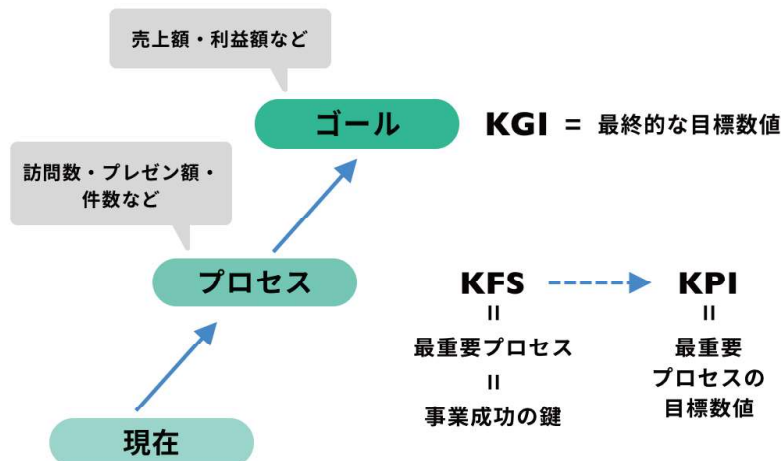 売上額・利益額など
ゴール
KGI = 最終的な目標数値
訪問数・プレゼン額・
件数など
プロセス
KFS
=
最重要プロセス
=
事業成功の鍵
KPI
=
最重要
プロセスの
目標数値
現在